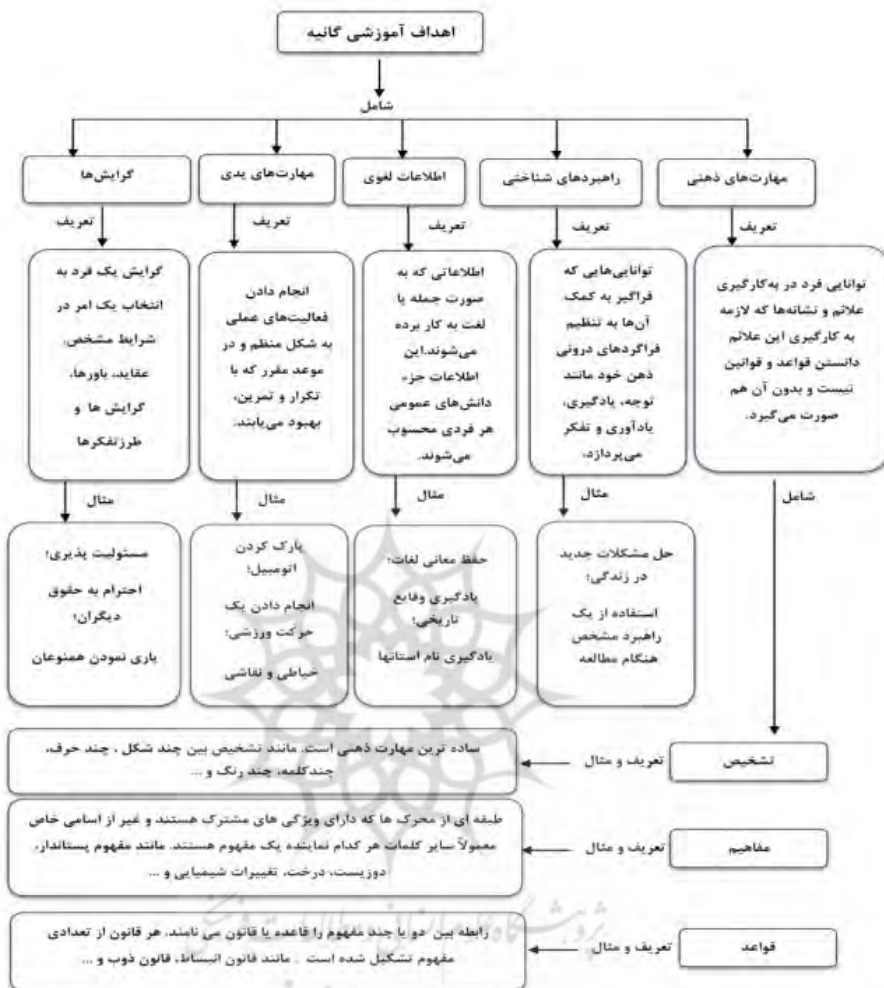 اهداف آموزشی گانیه
شامل
مهارت‌های ذهنی
راهبردهای شناختی
اطلاعات لغوی
مهارت‌های یدی
گرایش‌ها
تعریف
تعریف
تعریف
تعریف
تعریف
توانایی فرد در به‌کارگیری
علائم و نشانه‌ها که لازمه
به کارگیری این علائم
دانستن قواعد و قوانین
نیست و بدون آن هم
صورت می‌گیرد.
توانایی‌هایی که
فراگیر به کمک
آن‌ها به تنظیم
فراگردهای درونی
ذهن خود مانند
توجه، یادگیری،
یادآوری و تفکر
می‌پردازد.
اطلاعاتی که به
صورت جمله یا
لغت به کار برده
می‌شوند.این
اطلاعات جزء
دانش‌های عمومی
هر فردی محسوب
می‌شوند.
انجام دادن
فعالیت‌های عملی
به شکل منظم و در
موعد مقرر که با
تکرار و تمرین،
بهبود می‌یابند.
گرایش یک فرد به
انتخاب یک امر در
شرایط مشخص.
عقاید، باورها،
گرایش ها و
طرزتفکرها
شامل
مثال
مثال
مثال
مثال
حل مشکلات جدید
در زندگی؛
استفاده از یک
راهبرد مشخص
هنگام مطالعه
حفظ معانی لغات؛
یادگیری وقایع
تاریخی؛
یادگیری نام استانها
پارک کردن
اتومبیل؛
انجام دادن یک
حرکت ورزشی؛
خیاطی و نقاشی
مسئولیت پذیری؛
احترام به حقوق
دیگران؛
یاری نمودن همنوعان
تشخیص
تعریف و مثال
ساده ترین مهارت ذهنی است. مانند تشخیص بین چند شکل ، چند حرف،
چندکلمه، چند رنگ و ...
مفاهیم
تعریف و مثال
طبقه ای از محرک ها که دارای ویژگی های مشترک هستند و غیر از اسامی خاص
معمولاً سایر کلمات هر کدام نماینده یک مفهوم هستند. مانند مفهوم پستاندار،
دوزیست، درخت، تغییرات شیمیایی و ...
قواعد
تعریف و مثال
رابطه بین دو یا چند مفهوم را قاعده یا قانون می نامند. هر قانون از تعدادی
مفهوم تشکیل شده است . مانند قانون انبساط، قانون ذوب و ...
پژوهشگاه علوم انسانی و مطالعات فرهنگی